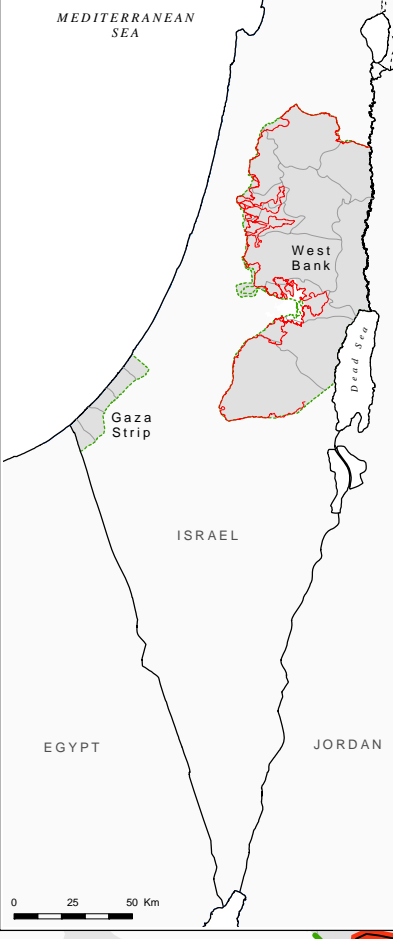 MEDITERRANEAN
SEA
West
Bank
Dead Sea
Gaza
Strip
ISRAEL
EGYPT
JORDAN
0 25 50 Km